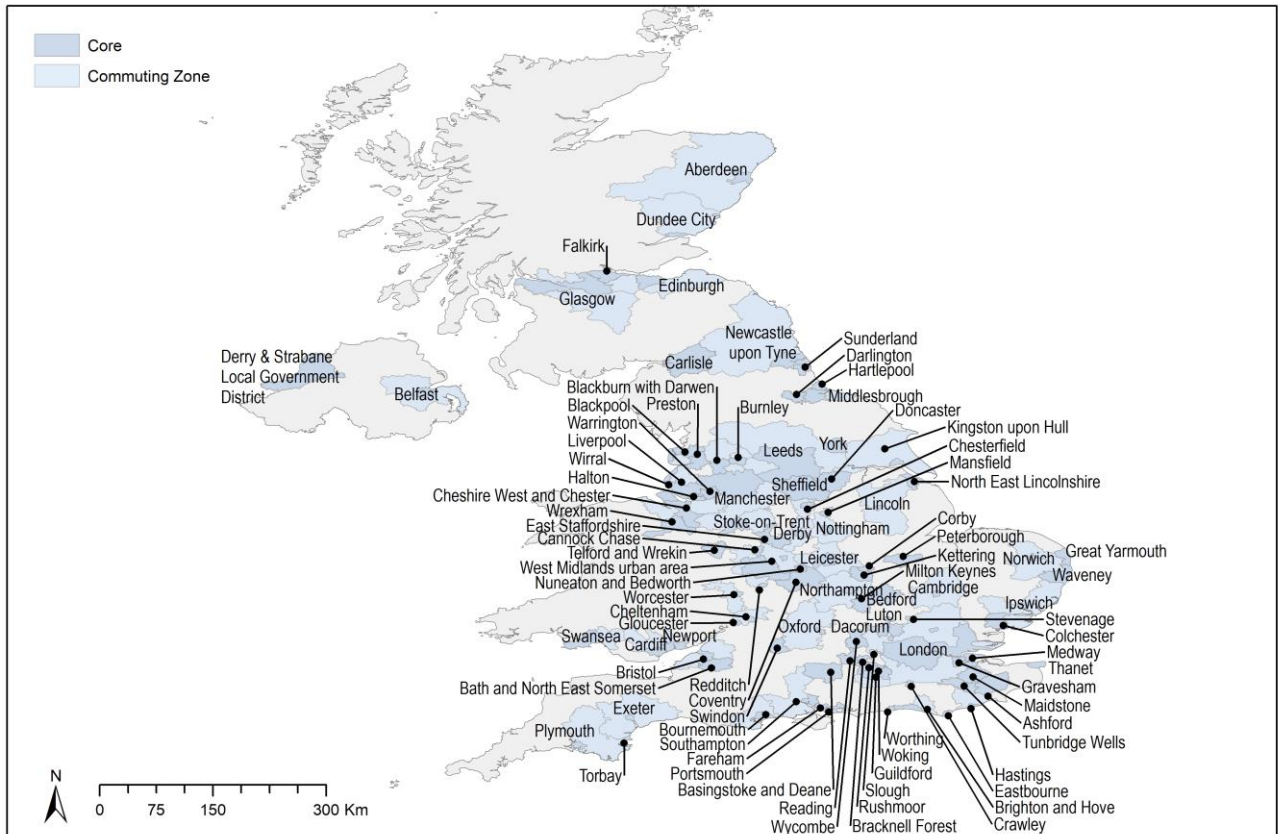 Core
Commuting Zone
Aberdeen
Dundee City
Falkirk
Edinburgh
Glasgow
Newcastle
upon Tyne
Carlisle
Sunderland
Darlington
Hartlepool
Middlesbrough
Derry & Strabane
Local Government
District
Belfast
Blackburn with Darwen
Blackpool
Preston
Burnley
Warrington
Liverpool
Wirral
Halton
Cheshire West and Chester
Wrexham
East Staffordshire
Cannock Chase
Telford and Wrekin
West Midlands urban area
Nuneaton and Bedworth
Worcester
Cheltenham
Gloucester
Doncaster
Kingston upon Hull
Chesterfield
Mansfield
North East Lincolnshire
Leeds
York
Manchester
Sheffield
Lincoln
Stoke-on-Trent
Derby
Nottingham
Leicester
Corby
Peterborough
Kettering
Milton Keynes
Northampton
Cambridge
Bedford
Luton
Norwich
Great Yarmouth
Waveney
Ipswich
Stevenage
Colchester
Medway
Thanet
Gravesham
Maidstone
Ashford
Tunbridge Wells
Oxford
Dacorum
London
Swansea
Cardiff
Newport
Bristol
Bath and North East Somerset
Redditch
Coventry
Swindon
Exeter
Plymouth
Torbay
Bournemouth
Southampton
Fareham
Portsmouth
Basingstoke and Deane
Reading
Wycombe
Worthing
Woking
Guildford
Slough
Rushmoor
Bracknell Forest
Hastings
Eastbourne
Brighton and Hove
Crawley
N
0 75 150 300 Km